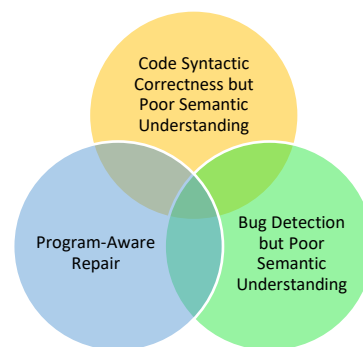 Code Syntactic
Correctness but
Poor Semantic
Understanding
Program-Aware
Repair
Bug Detection
but Poor
Semantic
Understanding